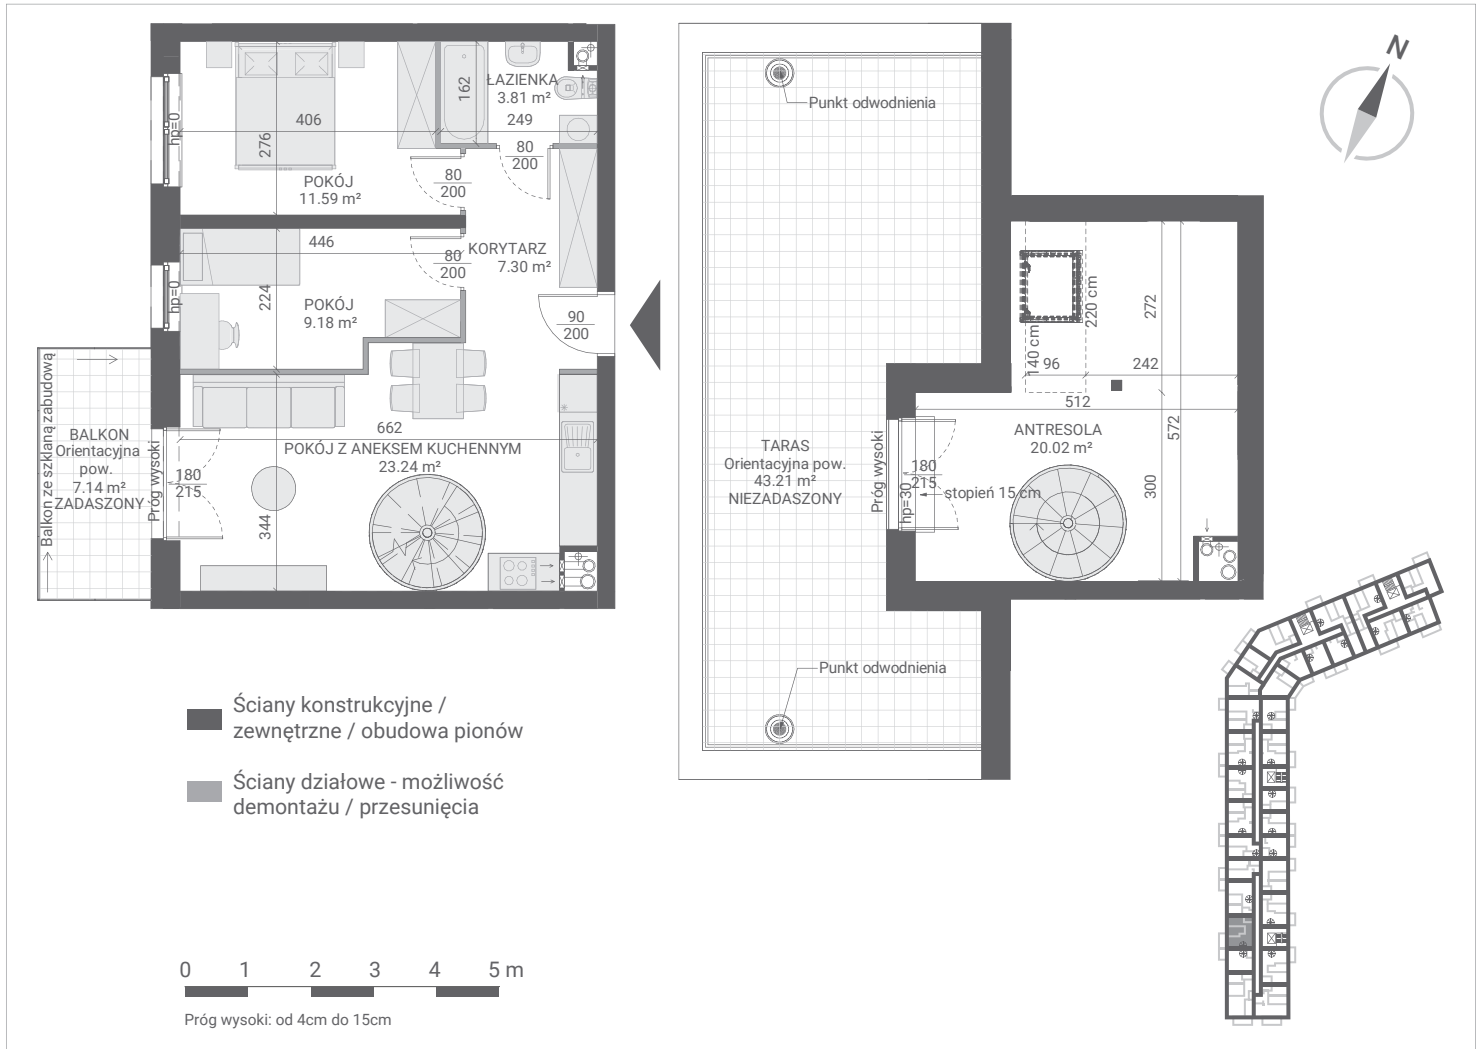 N
ŁAZIENKA
3.81 m²
162
249
406
276
hp=0
80
200
80
200
POKÓJ
11.59 m²
446
80
200
KORYTARZ
7.30 m²
224
hp=0
POKÓJ
9.18 m²
90
200
Balkon ze szklaną zabudową
BALKON
Orientacyjna
pow.
7.14 m²
ZADASZONY
Próg wysoki
180
215
662
POKÓJ Z ANEKSEM KUCHENNYM
23.24 m²
344
Punkt odwodnienia
TARAS
Orientacyjna pow.
43.21 m²
NIEZADASZONY
Próg wysoki
hp=30
180
215
stopień 15 cm
220 cm
140 cm
96
242
272
512
572
ANTRESOLA
20.02 m²
300
Punkt odwodnienia
Ściany konstrukcyjne /
zewnętrzne / obudowa pionów
Ściany działowe - możliwość
demontażu / przesunięcia
0 1 2 3 4 5 m
Próg wysoki: od 4cm do 15cm